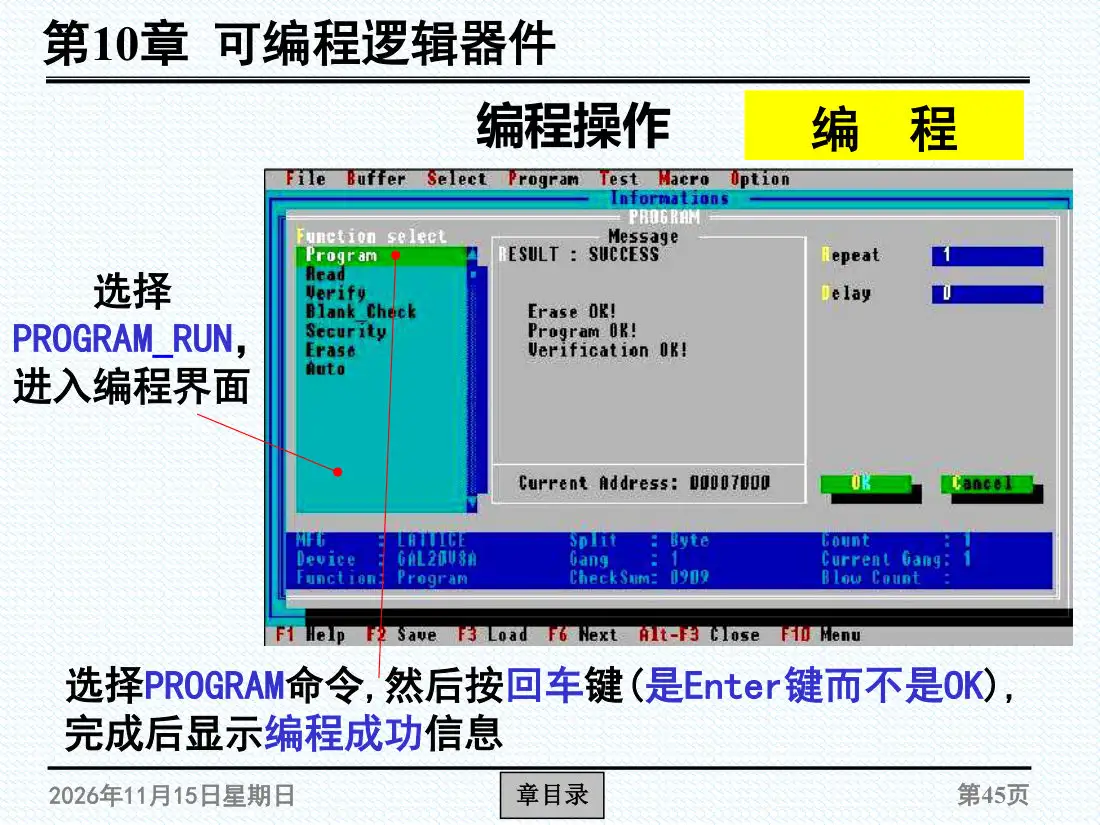 第10章 可编程逻辑器件
编程操作
编 程
File Buffer Select Program Test Macro Option
Informations
PROGRAM
Function select
Program
Read
Verify
Blank_Check
Security
Erase
Auto
Message
RESULT : SUCCESS
Erase OK!
Program OK!
Verification OK!
Current Address: 00007000
Repeat 1
Delay 0
OK Cancel
MFG : LATTICE Split : Byte Count : 1
Device : GAL20V8A Gang : 1 Current Gang: 1
Function: Program CheckSum: 0909 Blow Count :
F1 Help F2 Save F3 Load F6 Next Alt-F3 Close F10 Menu
选择
PROGRAM_RUN,
进入编程界面
选择PROGRAM命令,然后按回车键(是Enter键而不是OK),
完成后显示编程成功信息
2026年11月15日星期日
章目录
第45页